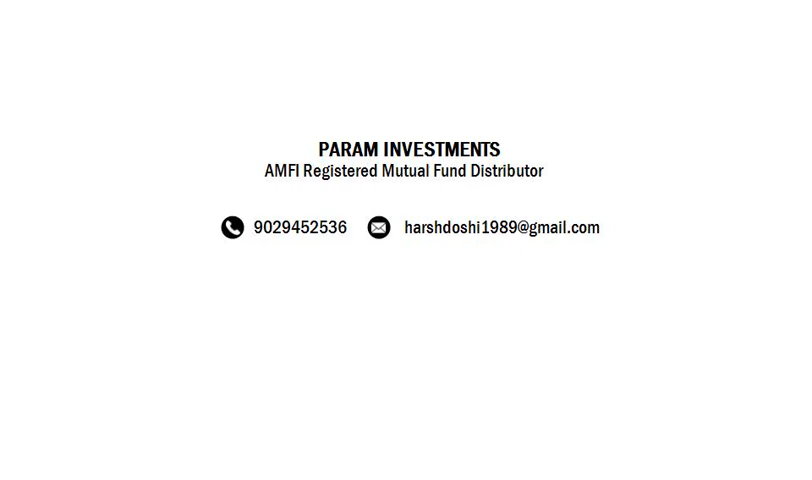 PARAM INVESTMENTS
AMFI Registered Mutual Fund Distributor
9029452536 harshdoshi1989@gmail.com